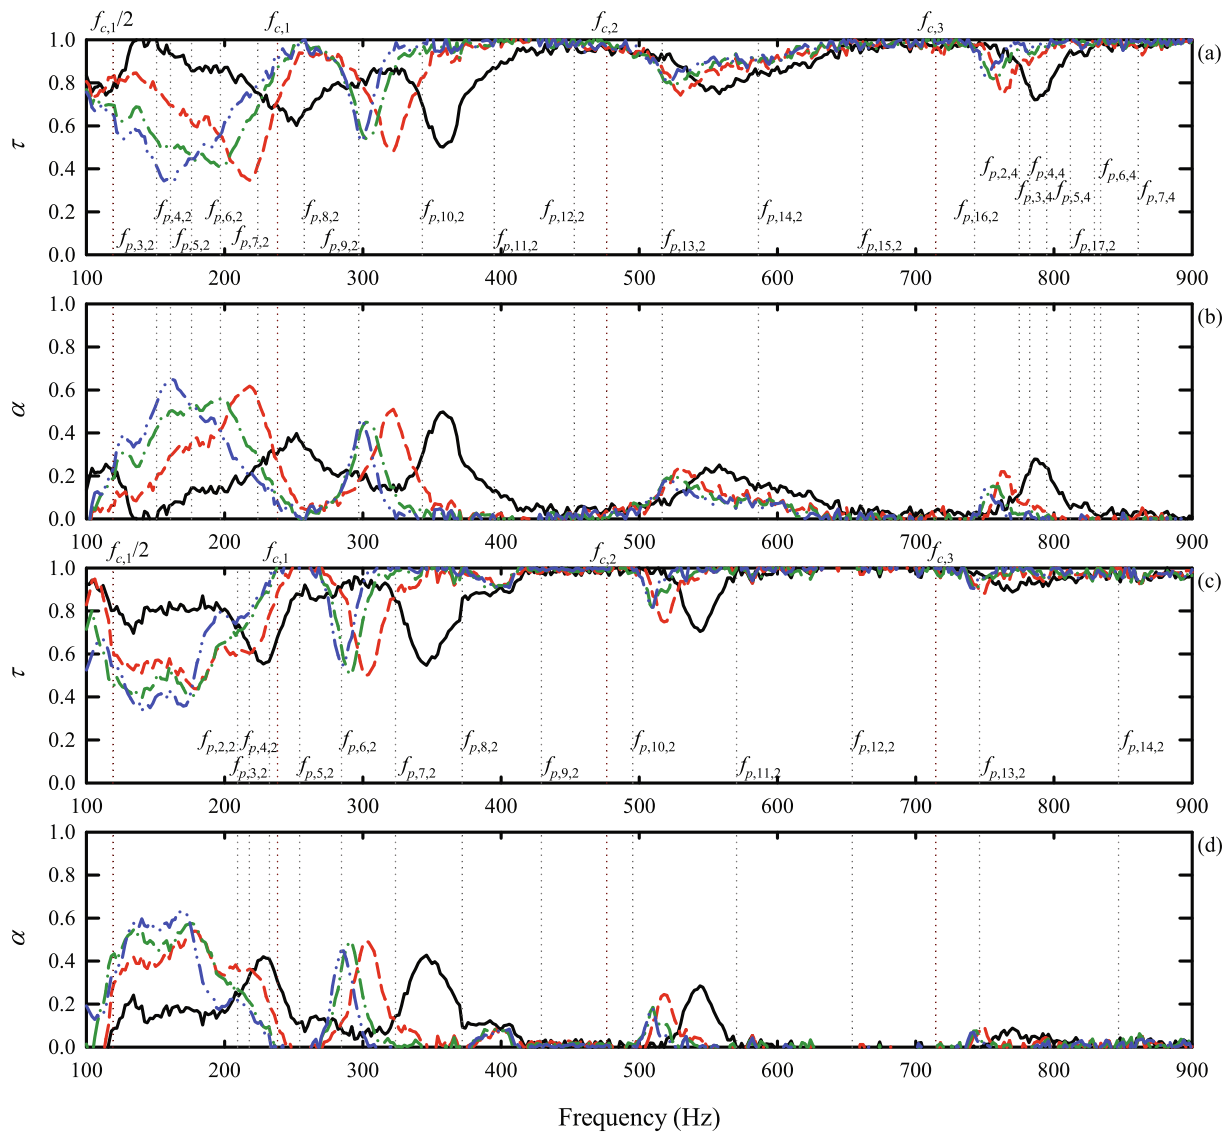 f_{c,1}/2 f_{c,1} f_{c,2} f_{c,3}
1.0 (a)
0.8
0.6
τ
0.4
f_{p,2,4} f_{p,4,4} f_{p,6,4}
f_{p,3,4} f_{p,5,4} f_{p,7,4}
0.2 f_{p,4,2} f_{p,6,2} f_{p,8,2} f_{p,10,2} f_{p,12,2} f_{p,14,2} f_{p,16,2}
f_{p,3,2} f_{p,5,2} f_{p,7,2} f_{p,9,2} f_{p,11,2} f_{p,13,2} f_{p,15,2} f_{p,17,2}
0.0
100 200 300 400 500 600 700 800 900
1.0 (b)
0.8
0.6
α
0.4
0.2
0.0
100 200 300 400 500 600 700 800 900
f_{c,1}/2 f_{c,1} f_{c,2} f_{c,3}
1.0 (c)
0.8
0.6
τ
0.4
0.2 f_{p,2,2} f_{p,4,2} f_{p,6,2} f_{p,8,2} f_{p,10,2} f_{p,12,2} f_{p,14,2}
f_{p,3,2} f_{p,5,2} f_{p,7,2} f_{p,9,2} f_{p,11,2} f_{p,13,2}
0.0
100 200 300 400 500 600 700 800 900
1.0 (d)
0.8
0.6
α
0.4
0.2
0.0
100 200 300 400 500 600 700 800 900
Frequency (Hz)